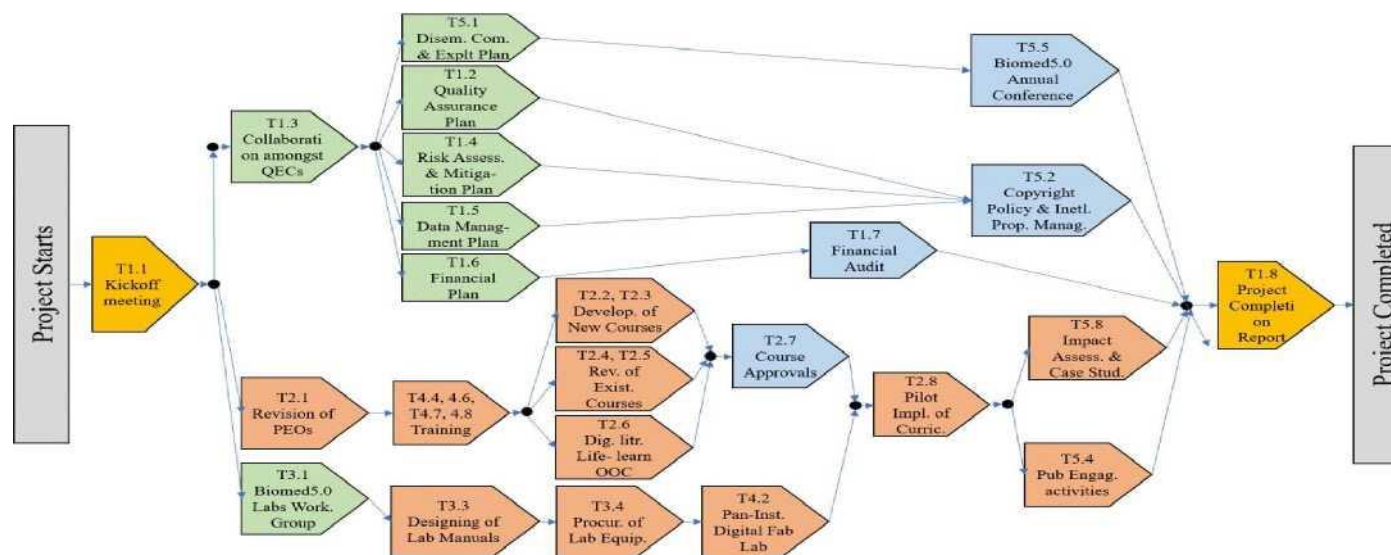 Project Starts
T1.1
Kickoff
meeting
T1.3
Collaborati
on amongst
QECs
T5.1
Disem. Com.
& Explt Plan
T1.2
Quality
Assurance
Plan
T1.4
Risk Assess.
& Mitiga-
tion Plan
T1.5
Data Manag-
ment Plan
T1.6
Financial
Plan
T5.5
Biomed5.0
Annual
Conference
T5.2
Copyright
Policy & Inetl.
Prop. Manag.
T1.7
Financial
Audit
T2.1
Revision of
PEOs
T4.4, 4.6,
T4.7, 4.8
Training
T2.2, T2.3
Develop. of
New Courses
T2.4, T2.5
Rev. of
Exist.
Courses
T2.6
Dig. litr.
Life- learn
OOC
T2.7
Course
Approvals
T3.1
Biomed5.0
Labs Work.
Group
T3.3
Designing of
Lab Manuals
T3.4
Procur. of
Lab Equip.
T4.2
Pan-Inst.
Digital Fab
Lab
T2.8
Pilot
Impl. of
Curric.
T5.8
Impact
Assess. &
Case Stud.
T5.4
Pub Engag.
activities
T1.8
Project
Completi
on
Report
Project Completed